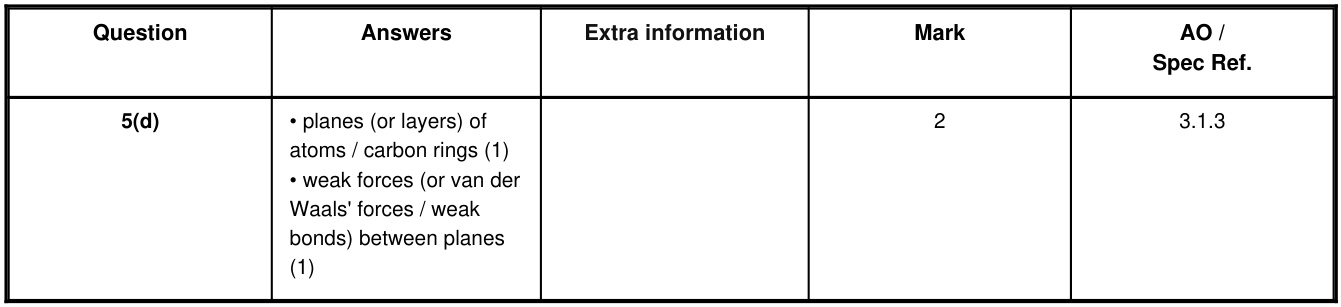 Question Answers Extra information Mark AO /
Spec Ref.
5(d) • planes (or layers) of 2 3.1.3
atoms / carbon rings (1)
• weak forces (or van der
Waals' forces / weak
bonds) between planes
(1)